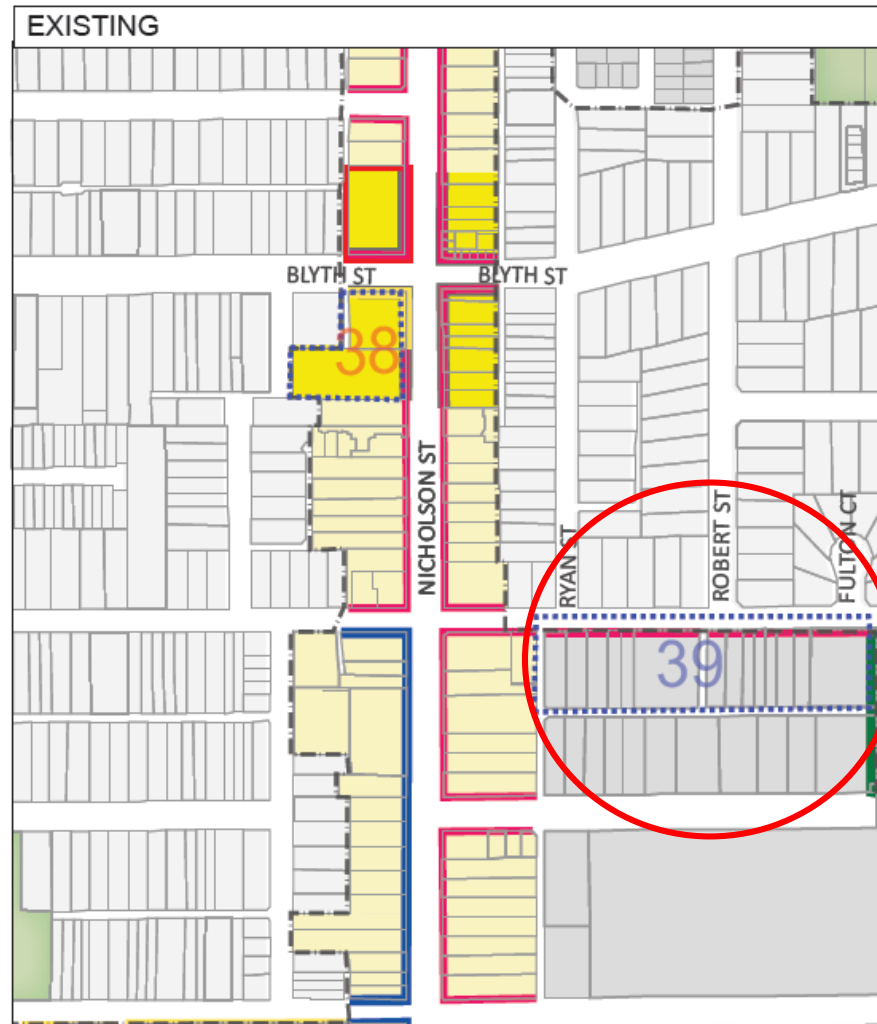 EXISTING
BLYTH ST
BLYTH ST
38
NICHOLSON ST
RYAN ST
ROBERT ST
FULTON CT
39